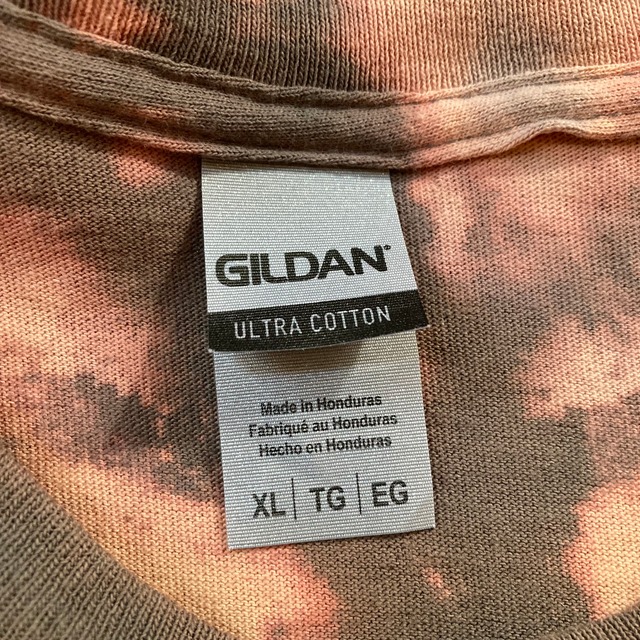 GILDAN®
ULTRA COTTON
Made in Honduras
Fabriqué au Honduras
Hecho en Honduras
XL | TG | EG